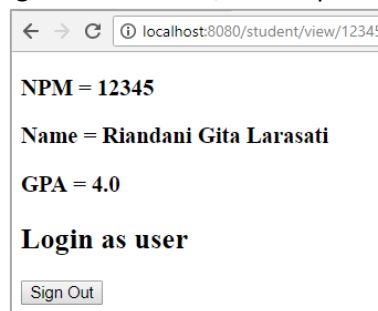 localhost:8080/student/view/12345
NPM = 12345
Name = Riandani Gita Larasati
GPA = 4.0
Login as user
Sign Out